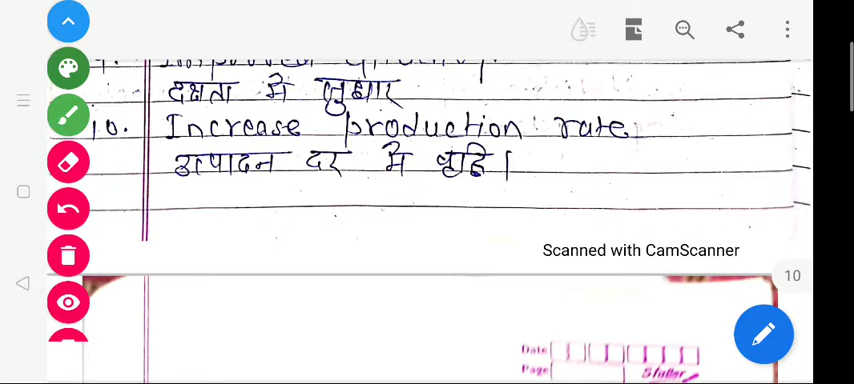 दक्षता में सुधार
10. Increase production rate
उत्पादन दर में वृद्धि।
Scanned with CamScanner
10
Date
Page